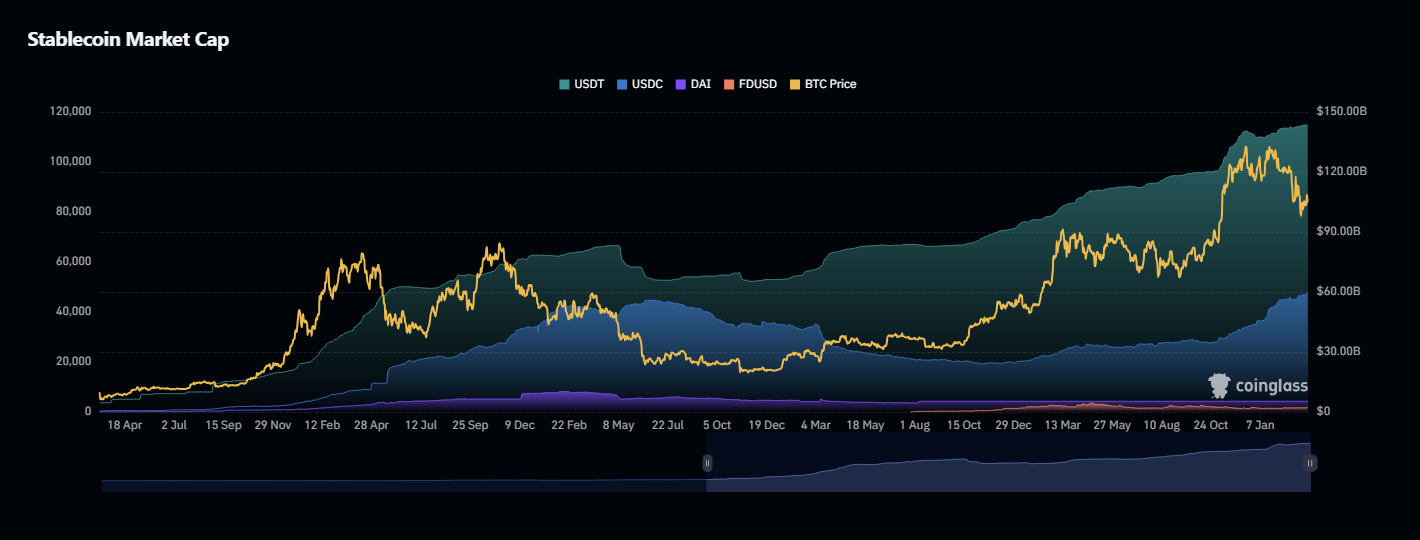 Stablecoin Market Cap
USDT USDC DAI FDUSD BTC Price
120,000 $150.00B
100,000 $120.00B
80,000 $90.00B
60,000 $60.00B
40,000 $30.00B
20,000
0 $0
18 Apr 2 Jul 15 Sep 29 Nov 12 Feb 28 Apr 12 Jul 25 Sep 9 Dec 22 Feb 8 May 22 Jul 5 Oct 19 Dec 4 Mar 18 May 1 Aug 15 Oct 29 Dec 13 Mar 27 May 10 Aug 24 Oct 7 Jan
coinglass